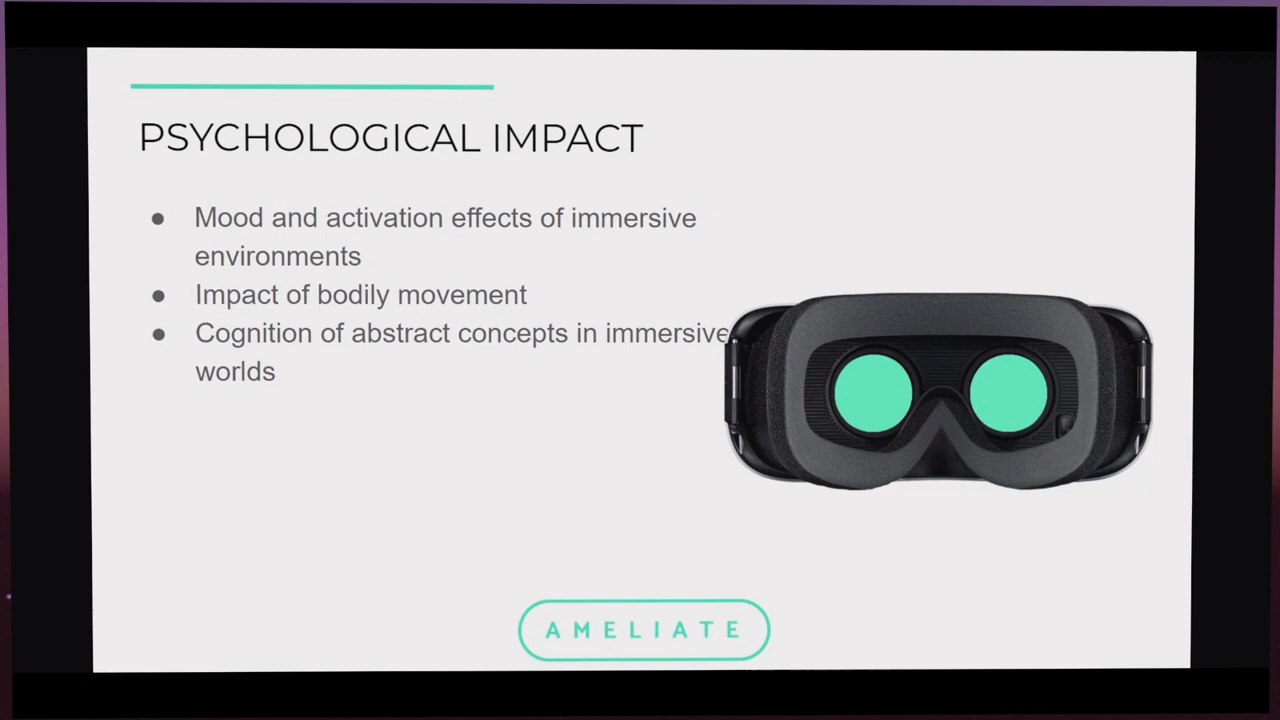 PSYCHOLOGICAL IMPACT
● Mood and activation effects of immersive
environments
● Impact of bodily movement
● Cognition of abstract concepts in immersive
worlds
AMELIATE